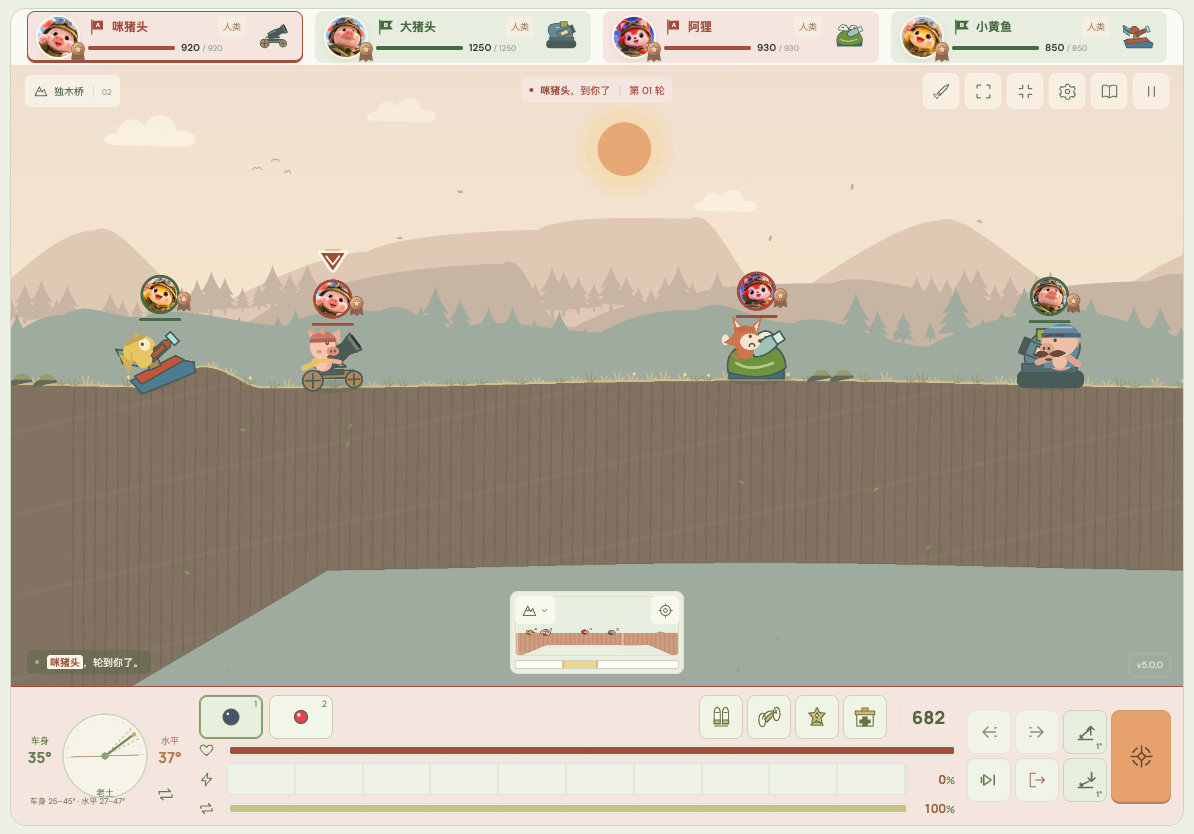 A 咪猪头 人类
920 / 920
B 大猪头 人类
1250 / 1250
A 阿狸 人类
930 / 930
B 小黄鱼 人类
850 / 850
独木桥 02
咪猪头，到你了 第 01 轮
咪猪头，轮到你了。
v5.0.0
1
2
682
车身
35°
水平
37°
老土
车身 25–45° · 水平 27–47°
0%
100%
1°
1°